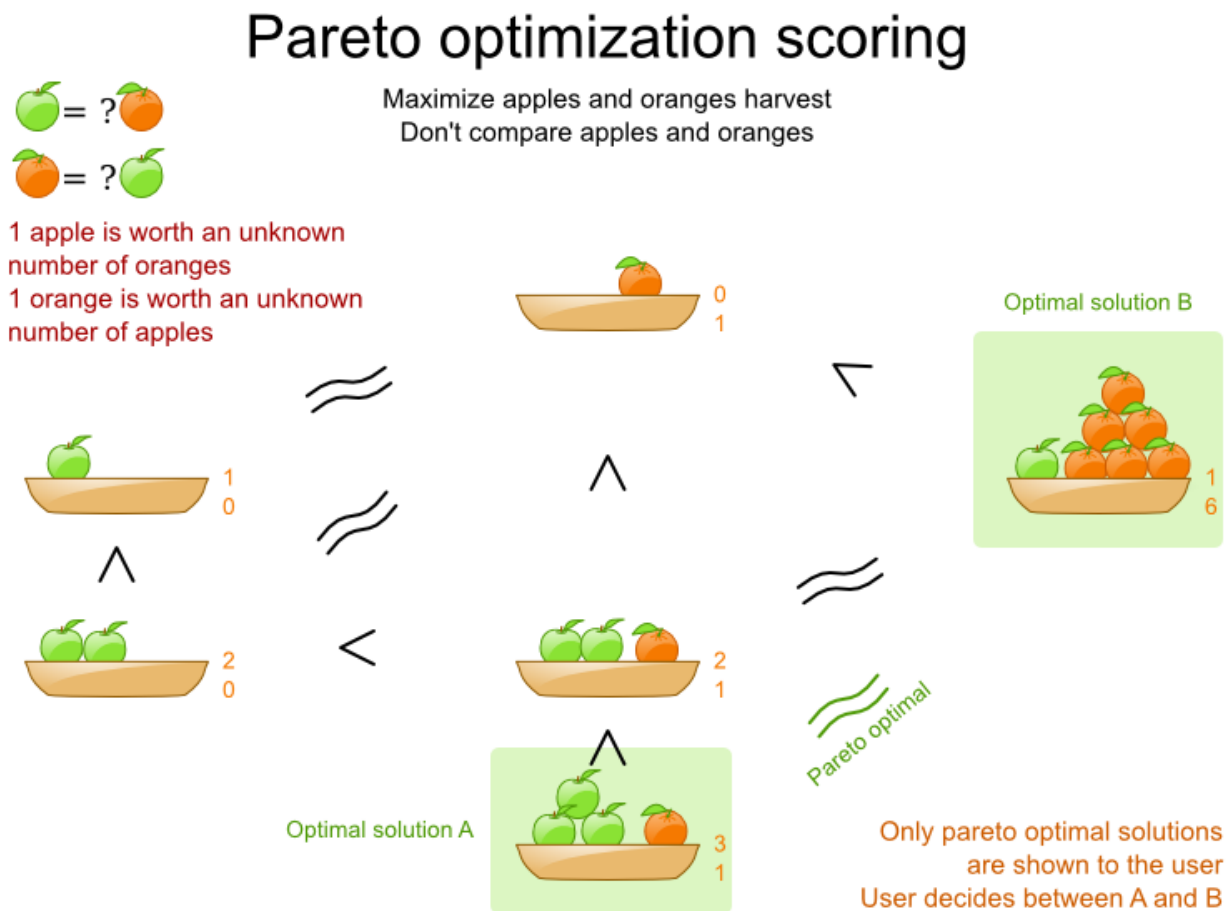 Pareto optimization scoring
Maximize apples and oranges harvest
Don't compare apples and oranges
= ?
= ?
1 apple is worth an unknown
number of oranges
1 orange is worth an unknown
number of apples
0
1
Optimal solution B
1
0
1
6
<
<
<
2
0
<
2
1
Pareto optimal
<
Optimal solution A
3
1
Only pareto optimal solutions
are shown to the user
User decides between A and B